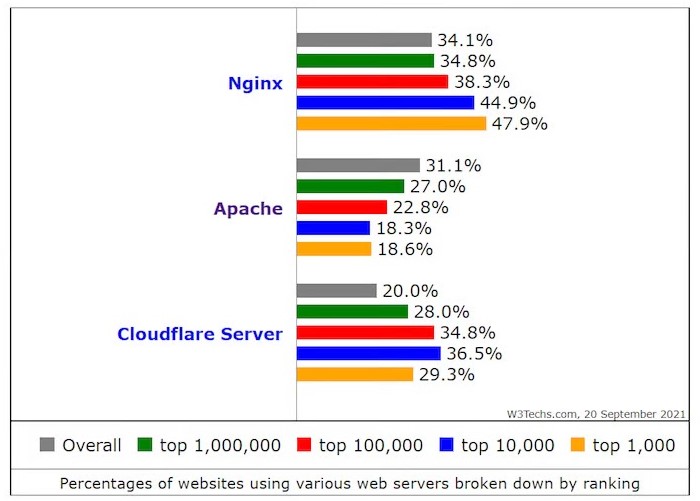 Nginx
34.1%
34.8%
38.3%
44.9%
47.9%
Apache
31.1%
27.0%
22.8%
18.3%
18.6%
Cloudflare Server
20.0%
28.0%
34.8%
36.5%
29.3%
W3Techs.com, 20 September 2021
Overall top 1,000,000 top 100,000 top 10,000 top 1,000
Percentages of websites using various web servers broken down by ranking